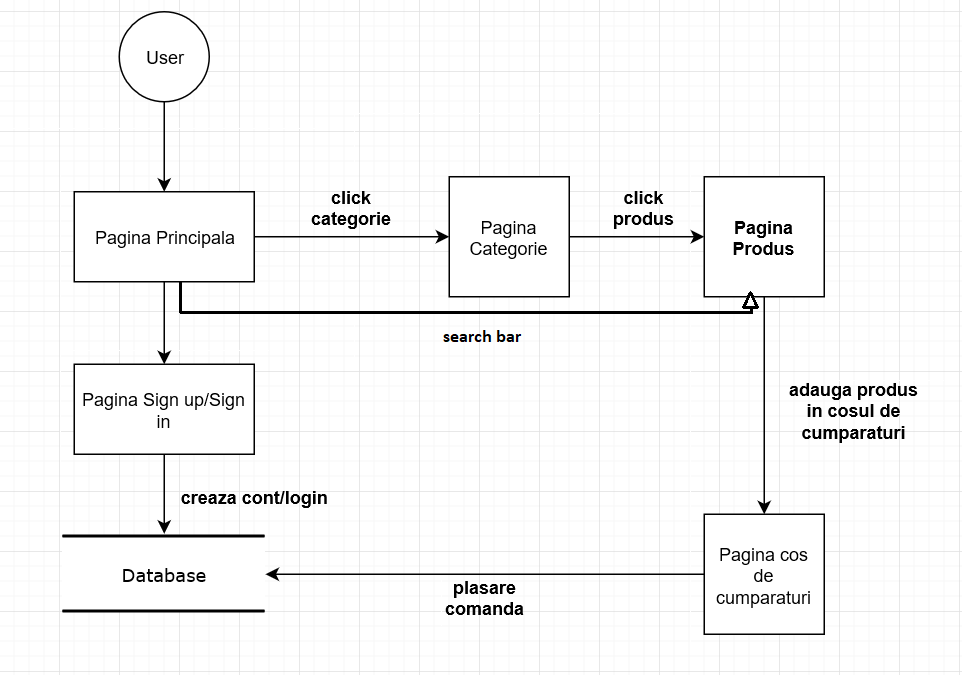 User
click
categorie
click
produs
Pagina Principala
Pagina
Categorie
Pagina
Produs
search bar
Pagina Sign up/Sign
in
adauga produs
in cosul de
cumparaturi
creaza cont/login
Database
plasare
comanda
Pagina cos
de
cumparaturi